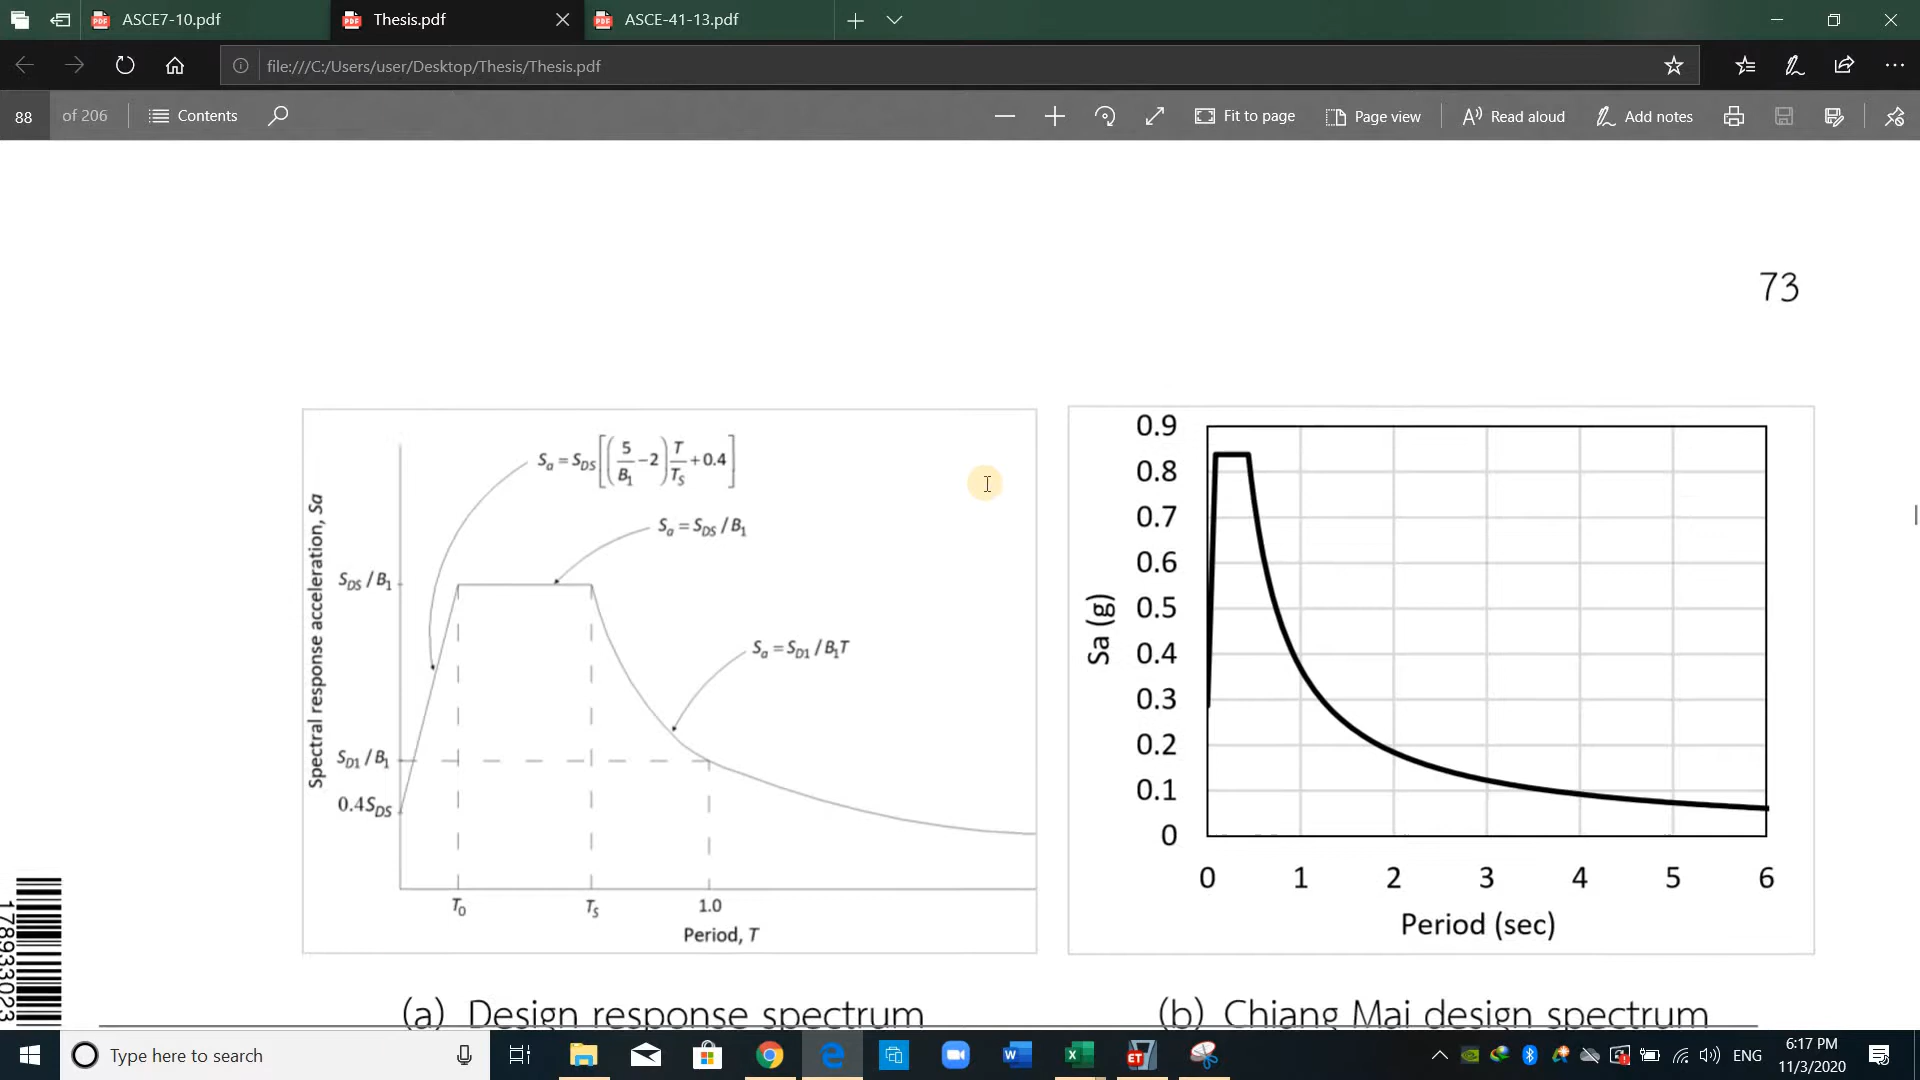 ASCE7-10.pdf
Thesis.pdf
ASCE-41-13.pdf
file:///C:/Users/user/Desktop/Thesis/Thesis.pdf
88 of 206
Contents
Fit to page
Page view
Read aloud
Add notes
73
Sa = SDS[(5/B1 −2) T/TS +0.4]
Sa = SDS / B1
Sa = SD1 / B1T
Spectral response acceleration, Sa
SDS / B1
SD1 / B1
0.4SDS
T0
TS
1.0
Period, T
(a) Design response spectrum
0.9
0.8
0.7
0.6
0.5
0.4
0.3
0.2
0.1
0
Sa (g)
0 1 2 3 4 5 6
Period (sec)
(b) Chiang Mai design spectrum
Type here to search
ET
ENG
6:17 PM
11/3/2020